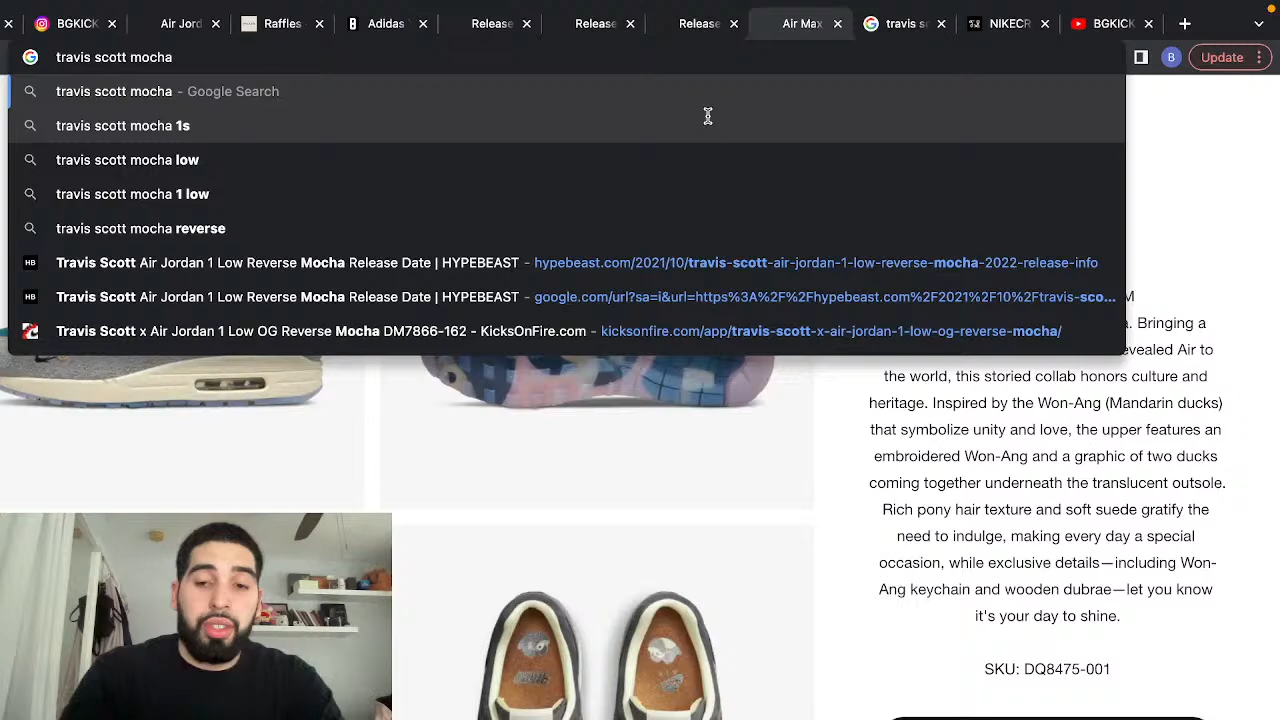 BGKICK
Air Jord
Raffles
Adidas
Release
Release
Release
Air Max
travis s
NIKECR
BGKICK
travis scott mocha
B
Update
travis scott mocha - Google Search
travis scott mocha 1s
travis scott mocha low
travis scott mocha 1 low
travis scott mocha reverse
HB Travis Scott Air Jordan 1 Low Reverse Mocha Release Date | HYPEBEAST - hypebeast.com/2021/10/travis-scott-air-jordan-1-low-reverse-mocha-2022-release-info
HB Travis Scott Air Jordan 1 Low Reverse Mocha Release Date | HYPEBEAST - google.com/url?sa=i&url=https%3A%2F%2Fhypebeast.com%2F2021%2F10%2Ftravis-sco...
Travis Scott x Air Jordan 1 Low OG Reverse Mocha DM7866-162 - KicksOnFire.com - kicksonfire.com/app/travis-scott-x-air-jordan-1-low-og-reverse-mocha/
M
a. Bringing a
evealed Air to
the world, this storied collab honors culture and
heritage. Inspired by the Won-Ang (Mandarin ducks)
that symbolize unity and love, the upper features an
embroidered Won-Ang and a graphic of two ducks
coming together underneath the translucent outsole.
Rich pony hair texture and soft suede gratify the
need to indulge, making every day a special
occasion, while exclusive details—including Won-
Ang keychain and wooden dubrae—let you know
it's your day to shine.
SKU: DQ8475-001